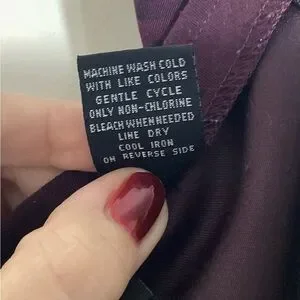 MACHINE WASH COLD
WITH LIKE COLORS
GENTLE CYCLE
ONLY NON-CHLORINE
BLEACH WHEN NEEDED
LINE DRY
COOL IRON
ON REVERSE SIDE